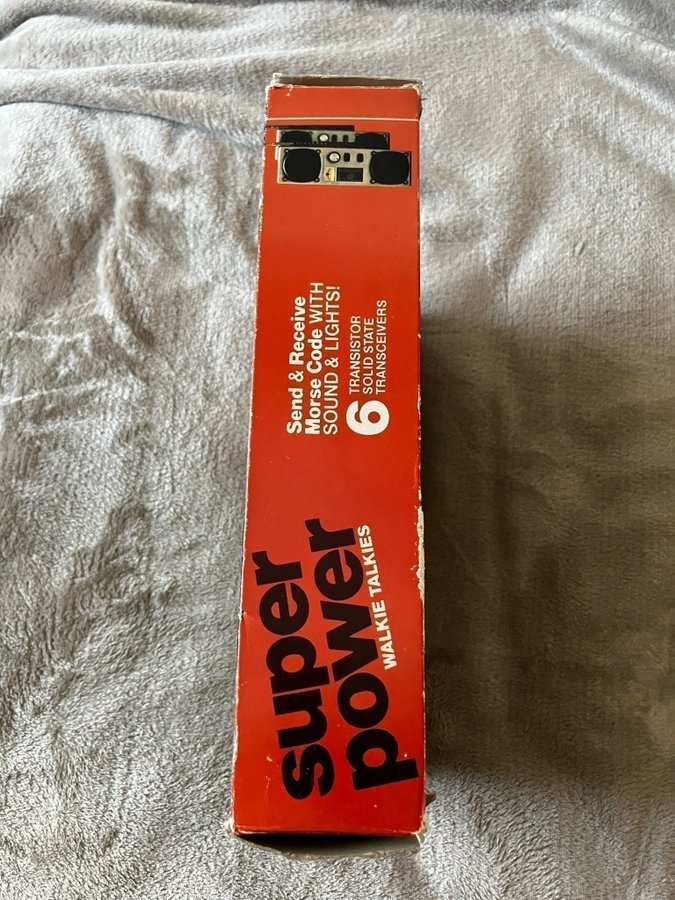 super
power
WALKIE TALKIES
Send & Receive
Morse Code WITH
SOUND & LIGHTS!
6 TRANSISTOR
SOLID STATE
TRANSCEIVERS